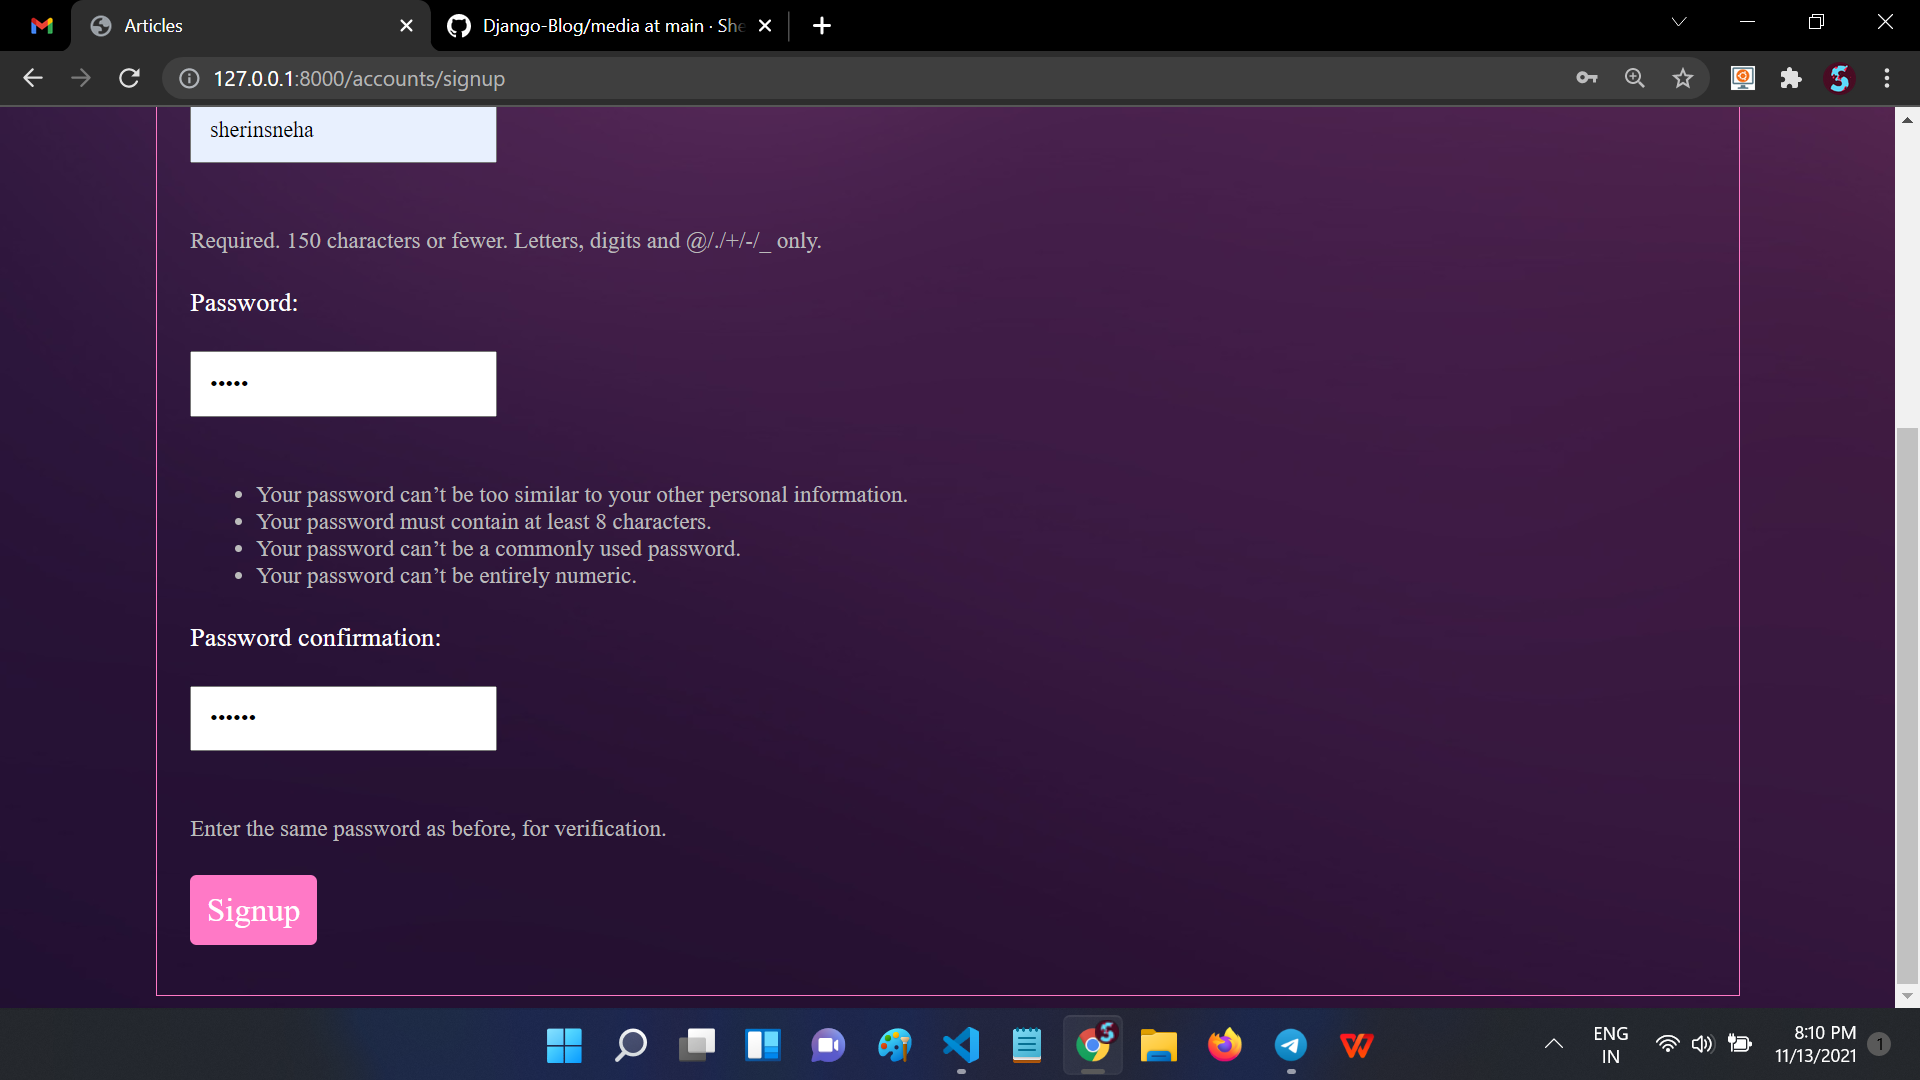 Articles
Django-Blog/media at main · She
127.0.0.1:8000/accounts/signup
sherinsneha
Required. 150 characters or fewer. Letters, digits and @/./+/-/_ only.
Password:
•••••
• Your password can’t be too similar to your other personal information.
• Your password must contain at least 8 characters.
• Your password can’t be a commonly used password.
• Your password can’t be entirely numeric.
Password confirmation:
••••••
Enter the same password as before, for verification.
Signup
ENG
IN
8:10 PM
11/13/2021
1